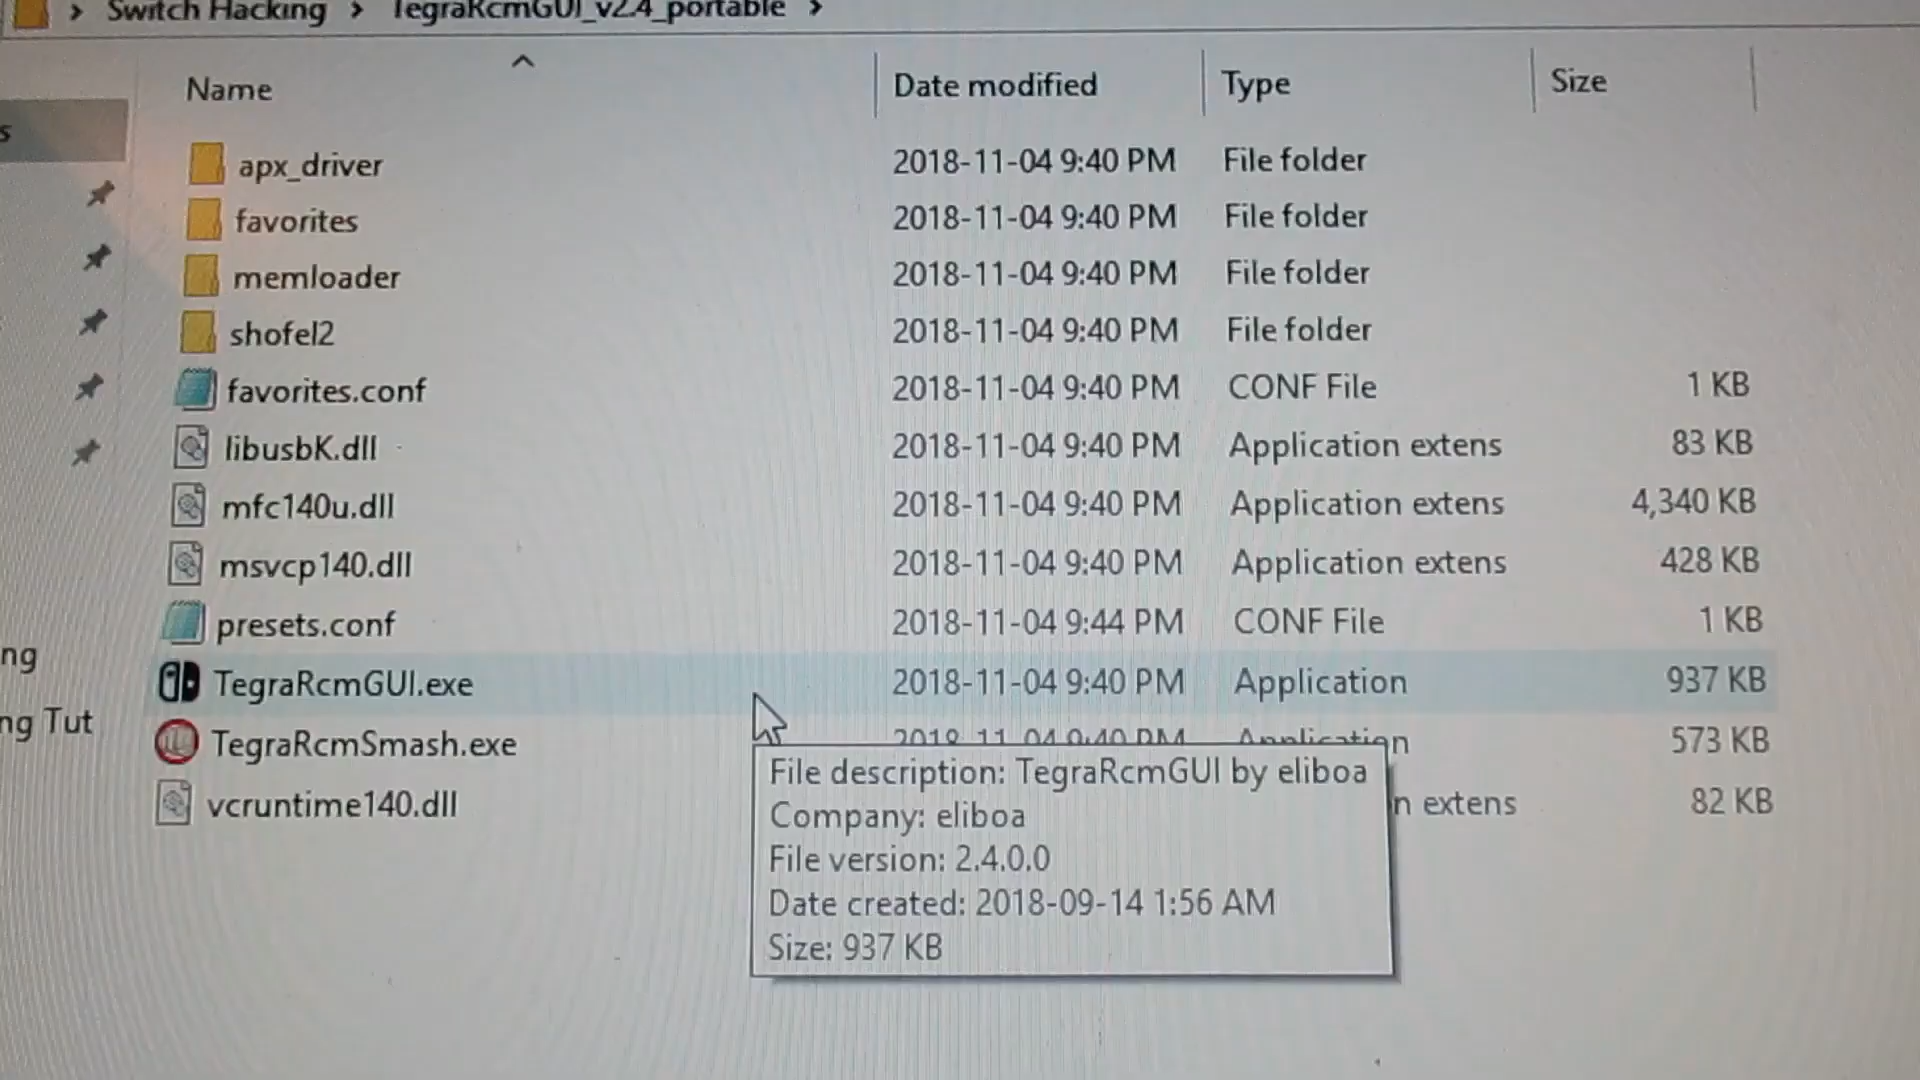 > Switch Hacking > TegraRcmGUI_v2.4_portable >
Name Date modified Type Size
s
apx_driver 2018-11-04 9:40 PM File folder
favorites 2018-11-04 9:40 PM File folder
memloader 2018-11-04 9:40 PM File folder
shofel2 2018-11-04 9:40 PM File folder
favorites.conf 2018-11-04 9:40 PM CONF File 1 KB
libusbK.dll 2018-11-04 9:40 PM Application extens 83 KB
mfc140u.dll 2018-11-04 9:40 PM Application extens 4,340 KB
msvcp140.dll 2018-11-04 9:40 PM Application extens 428 KB
presets.conf 2018-11-04 9:44 PM CONF File 1 KB
ng
TegraRcmGUI.exe 2018-11-04 9:40 PM Application 937 KB
ng Tut
TegraRcmSmash.exe 2018-11-04 9:40 PM Application 573 KB
vcruntime140.dll n extens 82 KB
File description: TegraRcmGUI by eliboa
Company: eliboa
File version: 2.4.0.0
Date created: 2018-09-14 1:56 AM
Size: 937 KB